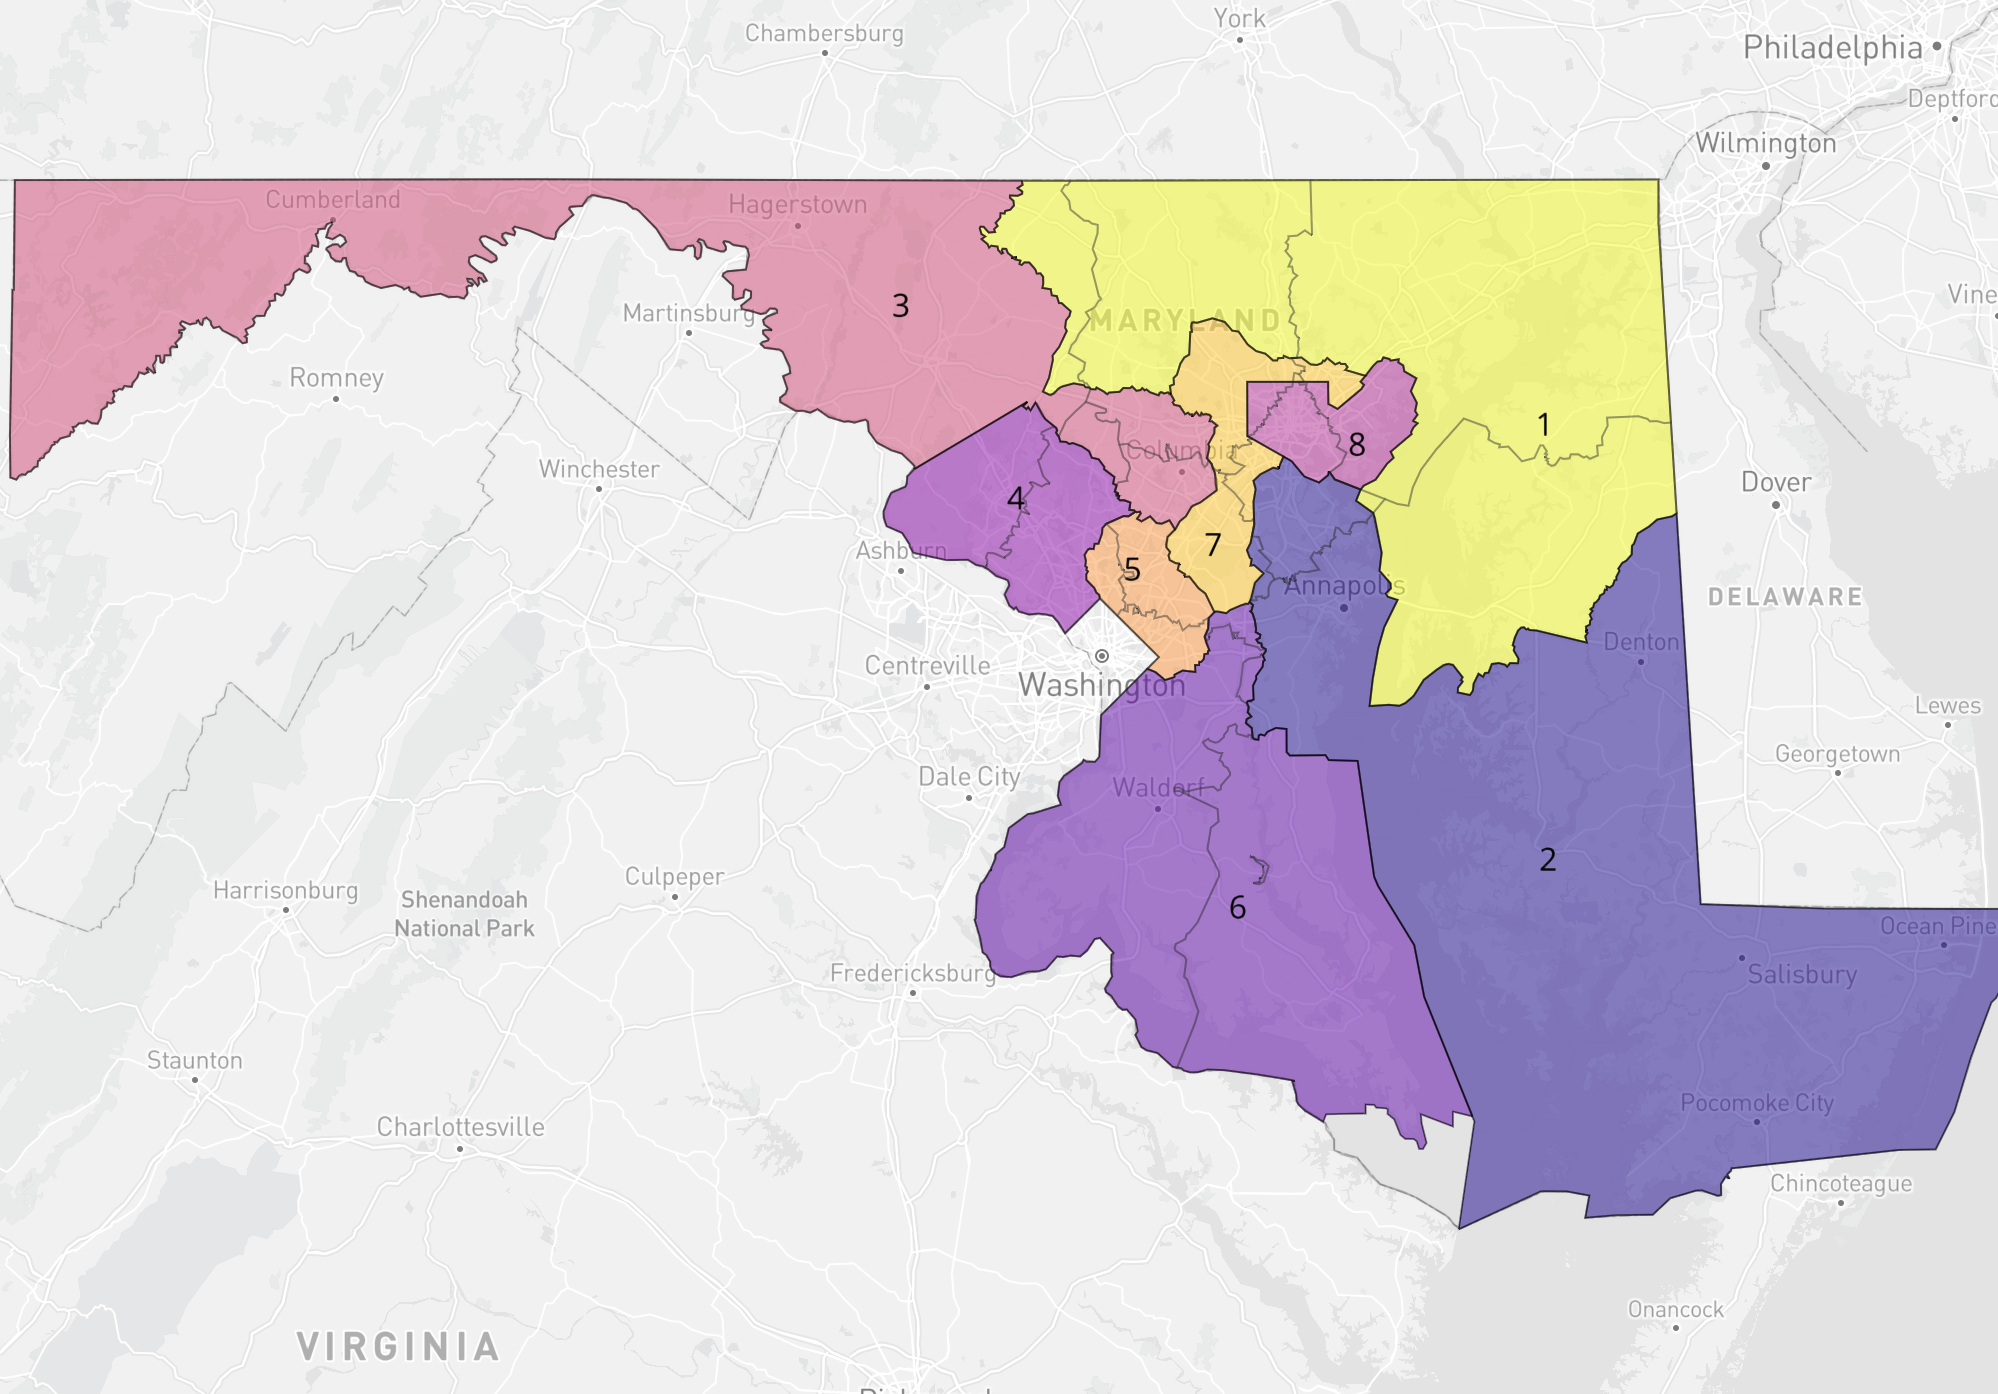 York
Chambersburg
Philadelphia
Deptford
Wilmington
Cumberland
Hagerstown
Vine
3
Martinsburg
MARYLAND
Romney
1
8
Columbia
Winchester
4
Dover
7
Ashburn
5
Annapolis
DELAWARE
Denton
Centreville
Washington
Lewes
Georgetown
Dale City
Waldorf
2
Culpeper
Harrisonburg
Shenandoah
National Park
6
Ocean Pine
Fredericksburg
Salisbury
Staunton
Pocomoke City
Charlottesville
Chincoteague
Onancock
VIRGINIA